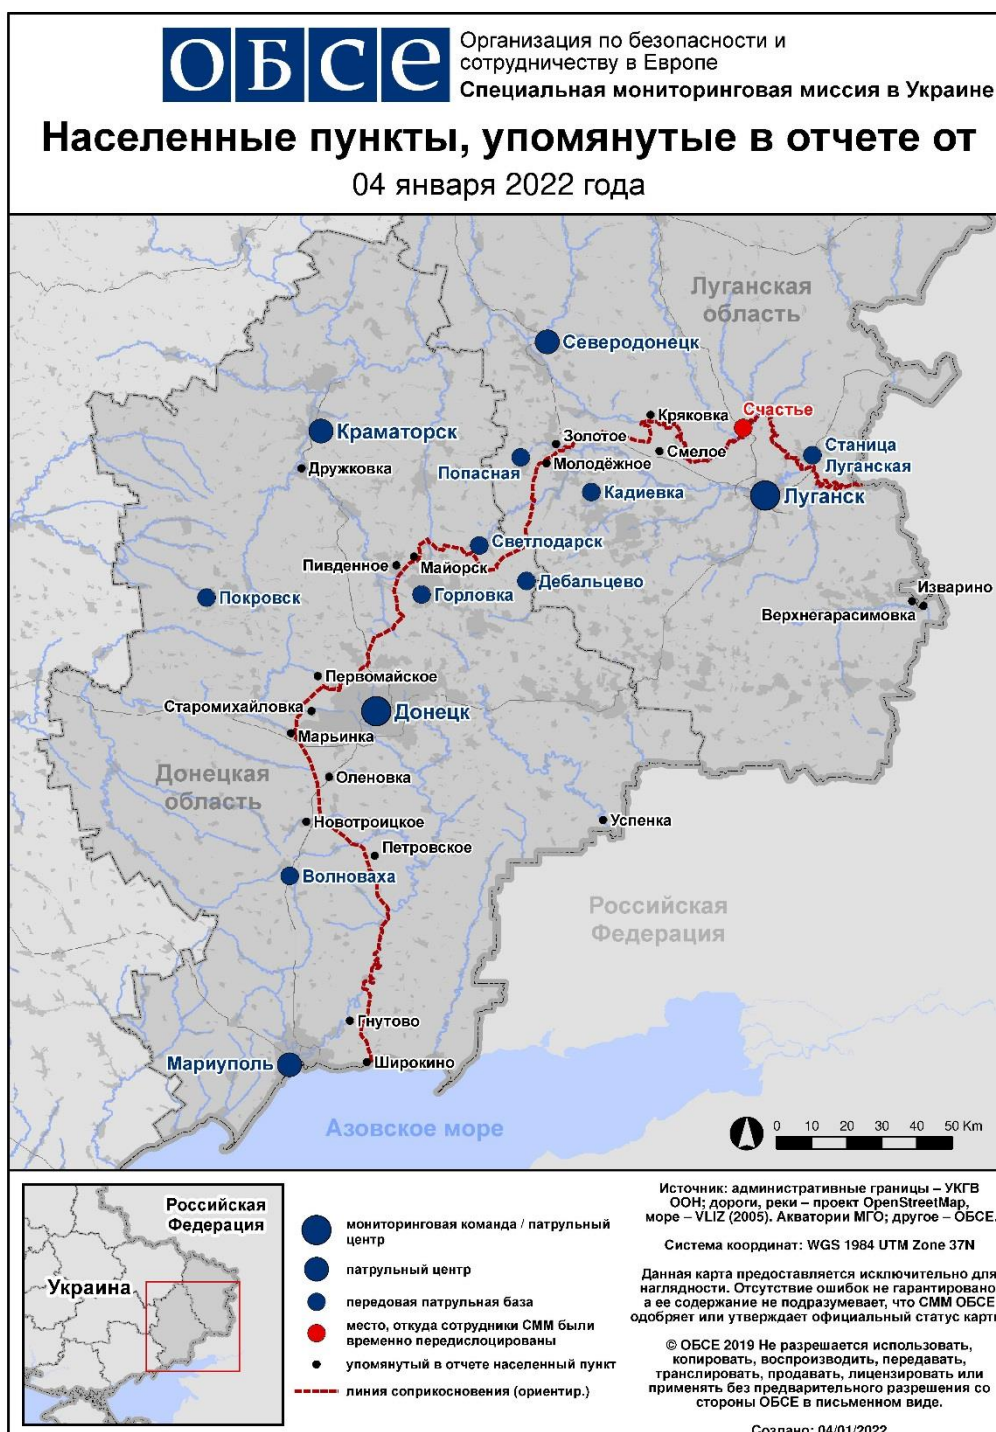 ОБСЕ
Организация по безопасности и
сотрудничеству в Европе
Специальная мониторинговая миссия в Украине
Населенные пункты, упомянутые в отчете от
04 января 2022 года
Луганская
область
Северодонецк
Кряковка
Счастье
Краматорск
Золотое
Станица
Луганская
Смелое
Дружковка
Попасная
Молодёжное
Кадиевка
Луганск
Светлодарск
Пивденное
Майорск
Дебальцево
Покровск
Горловка
Изварино
Верхнегарасимовка
Первомайское
Старомихайловка
Донецк
Марьинка
Донецкая
область
Оленовка
Новотроицкое
Успенка
Петровское
Волноваха
Российская
Федерация
Гнутово
Мариуполь
Широкино
Азовское море
0 10 20 30 40 50 Km
Российская
Федерация
Украина
мониторинговая команда / патрульный
центр
патрульный центр
передовая патрульная база
место, откуда сотрудники СММ были
временно передислоцированы
упомянутый в отчете населенный пункт
линия соприкосновения (ориентир.)
Источник: административные границы – УКГВ
ООН; дороги, реки – проект OpenStreetMap,
море – VLIZ (2005). Акватории МГО; другое – ОБСЕ.
Система координат: WGS 1984 UTM Zone 37N
Данная карта предоставляется исключительно для
наглядности. Отсутствие ошибок не гарантировано
а ее содержание не подразумевает, что СММ ОБСЕ
одобряет или утверждает официальный статус карт
© ОБСЕ 2019 Не разрешается использовать,
копировать, воспроизводить, передавать,
транслировать, продавать, лицензировать или
применять без предварительного разрешения со
стороны ОБСЕ в письменном виде.
Создано: 04/01/2022